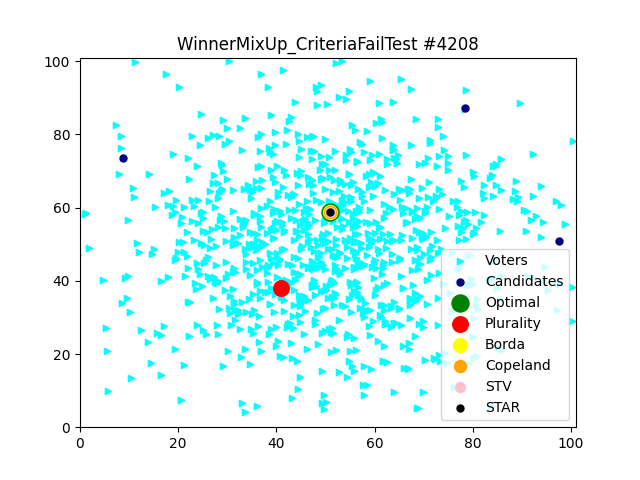 WinnerMixUp_CriteriaFailTest #4208
100
80
60
40
20
0
0 20 40 60 80 100
Voters
Candidates
Optimal
Plurality
Borda
Copeland
STV
STAR